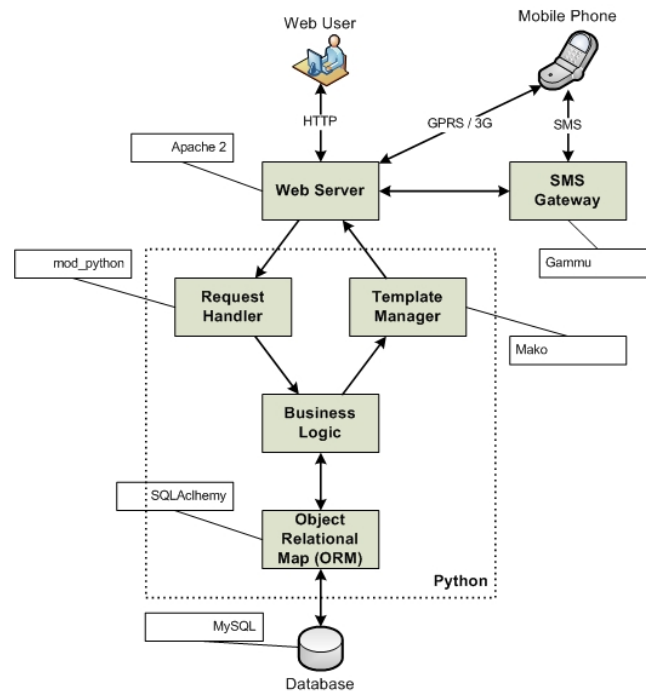 Web User
Mobile Phone
HTTP
GPRS / 3G
SMS
Apache 2
Web Server
SMS
Gateway
mod_python
Gammu
Request
Handler
Template
Manager
Mako
Business
Logic
SQLAclhemy
Object
Relational
Map (ORM)
Python
MySQL
Database